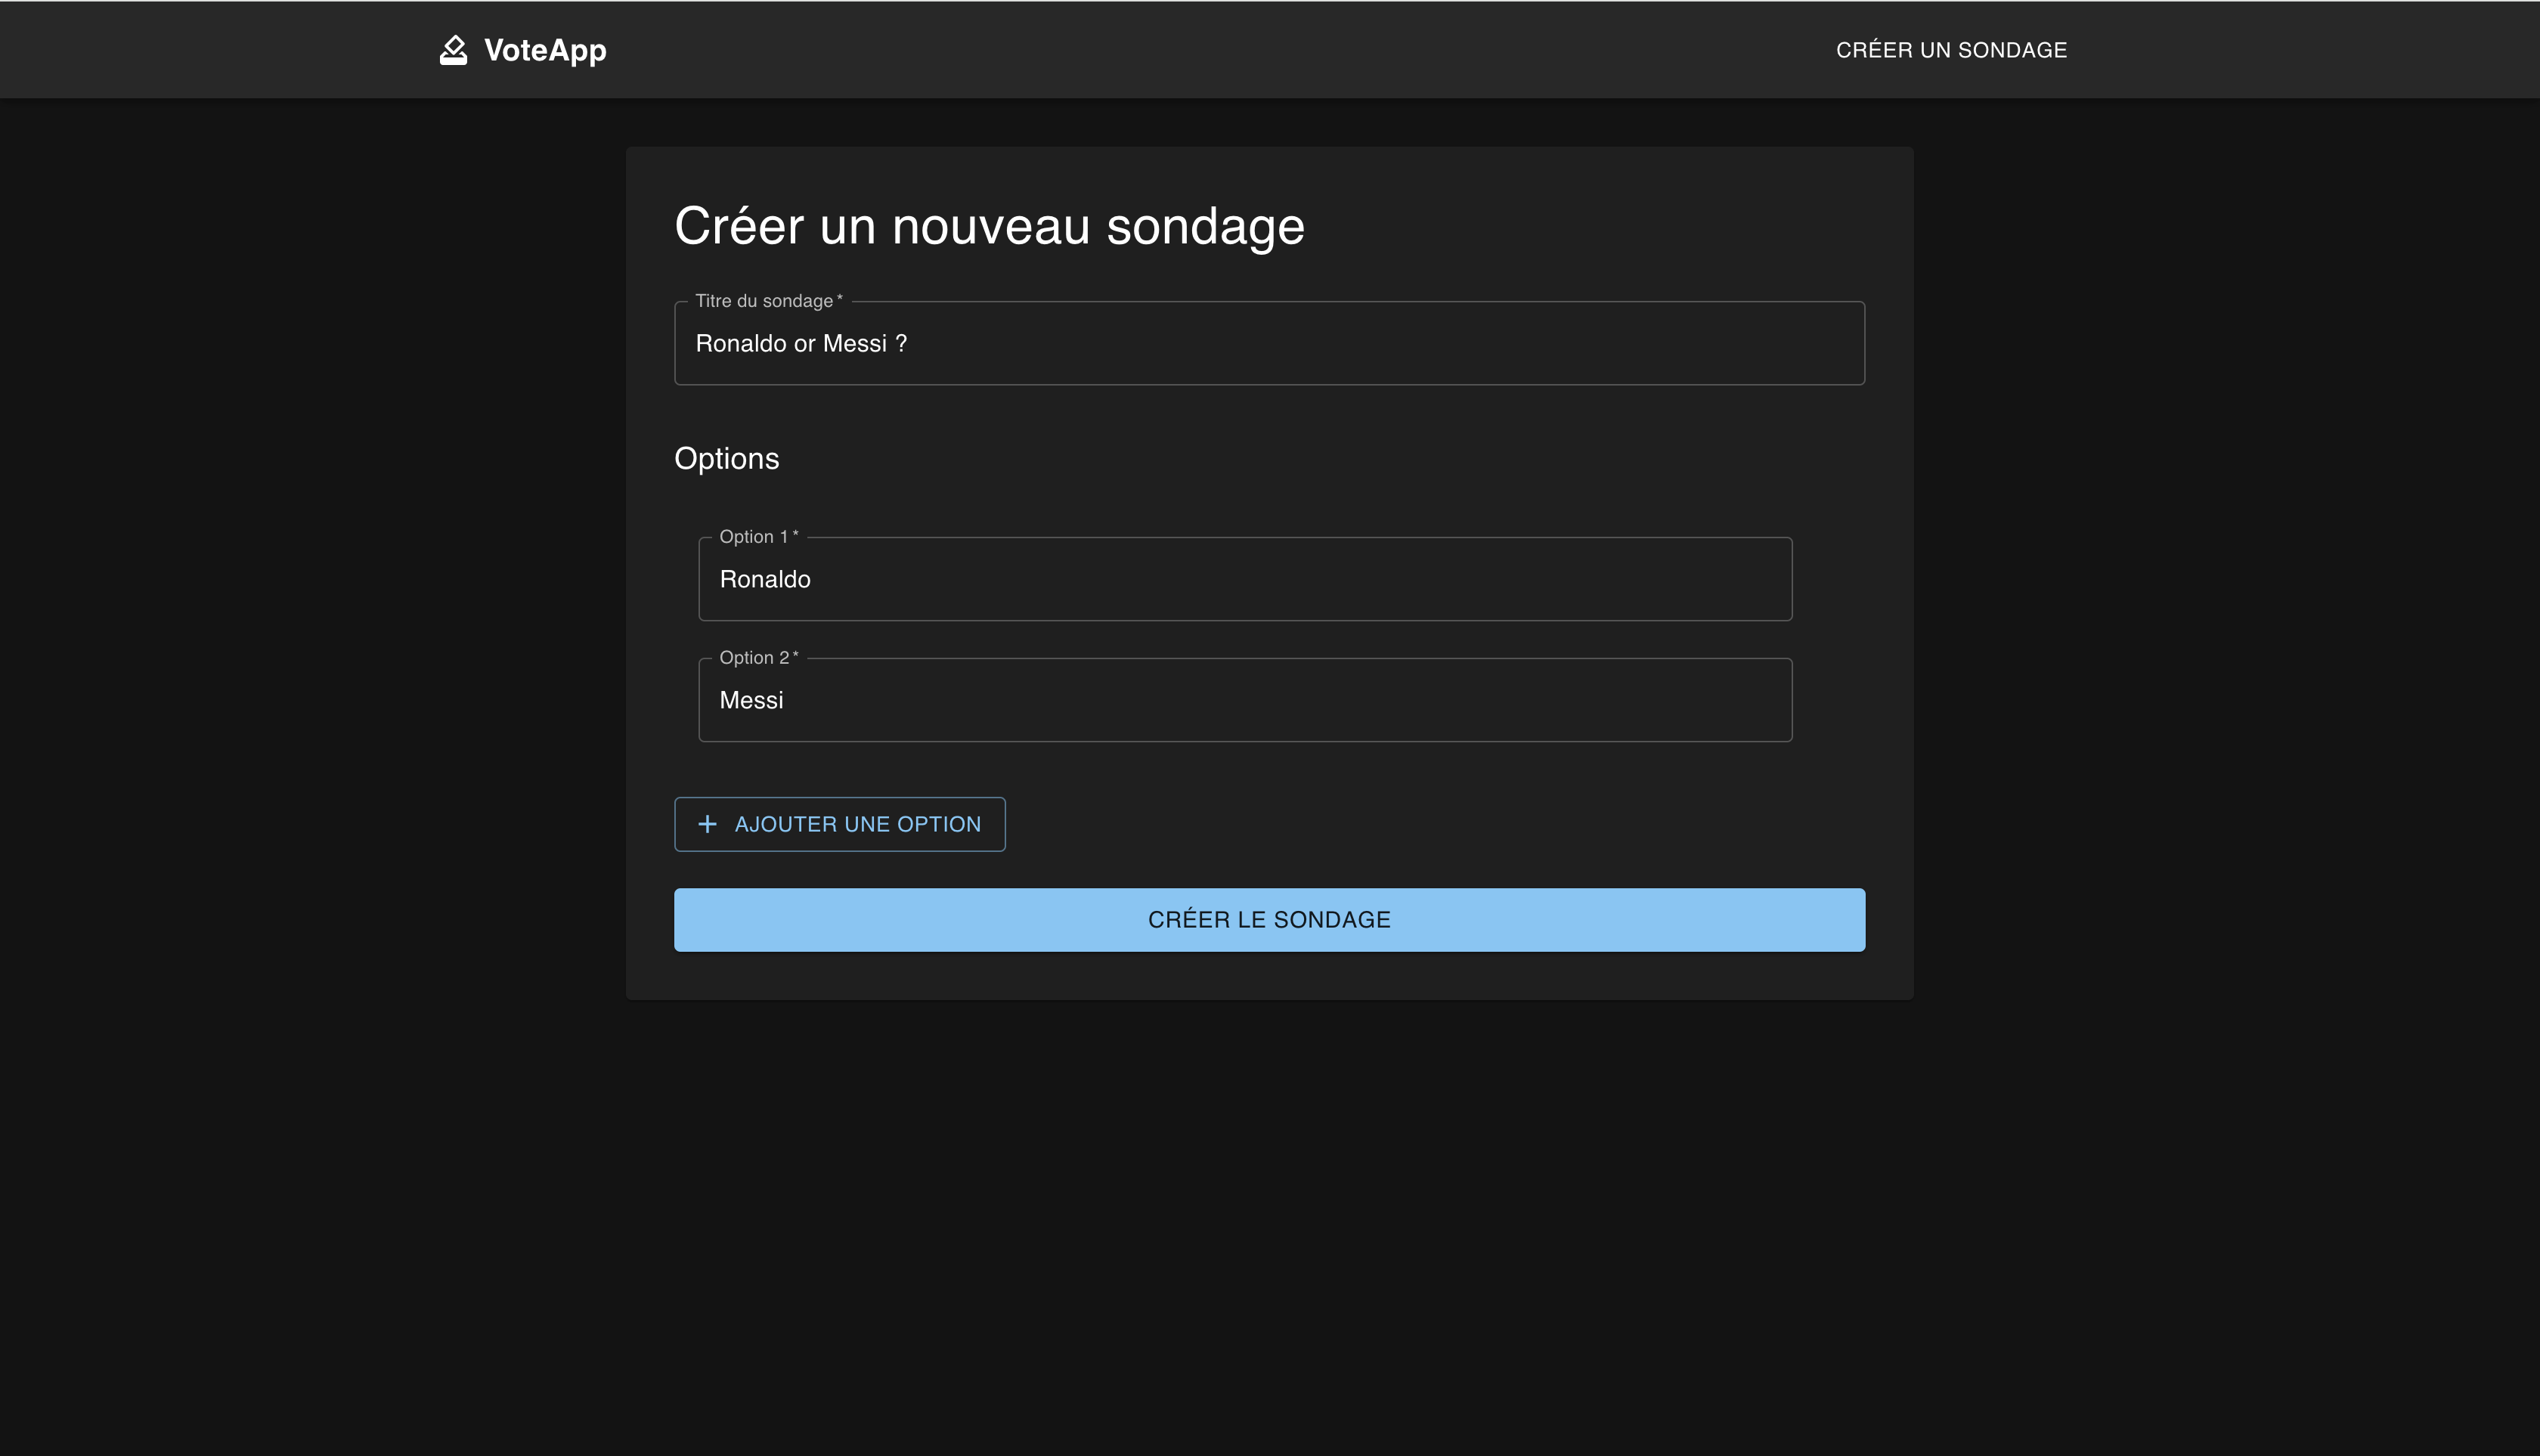 VoteApp
CRÉER UN SONDAGE
Créer un nouveau sondage
Titre du sondage *
Ronaldo or Messi ?
Options
Option 1 *
Ronaldo
Option 2 *
Messi
+ AJOUTER UNE OPTION
CRÉER LE SONDAGE